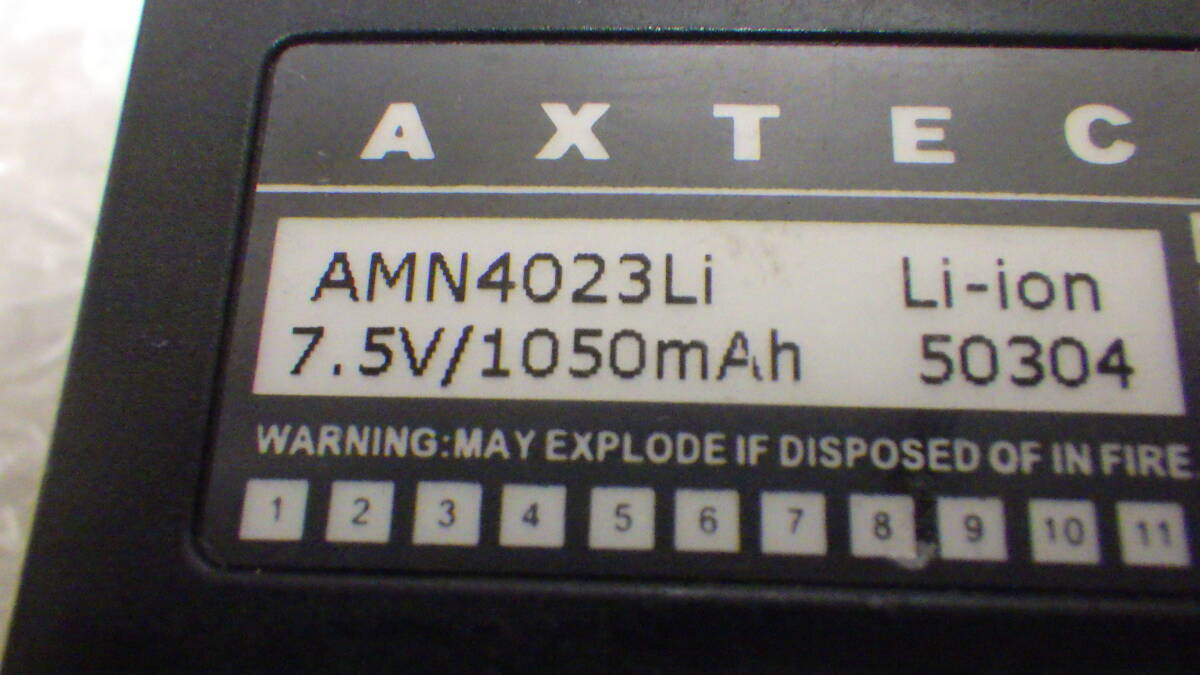 AXTEC
AMN4023Li Li-ion
7.5V/1050mAh 50304
WARNING:MAY EXPLODE IF DISPOSED OF IN FIRE
1 2 3 4 5 6 7 8 9 10 11